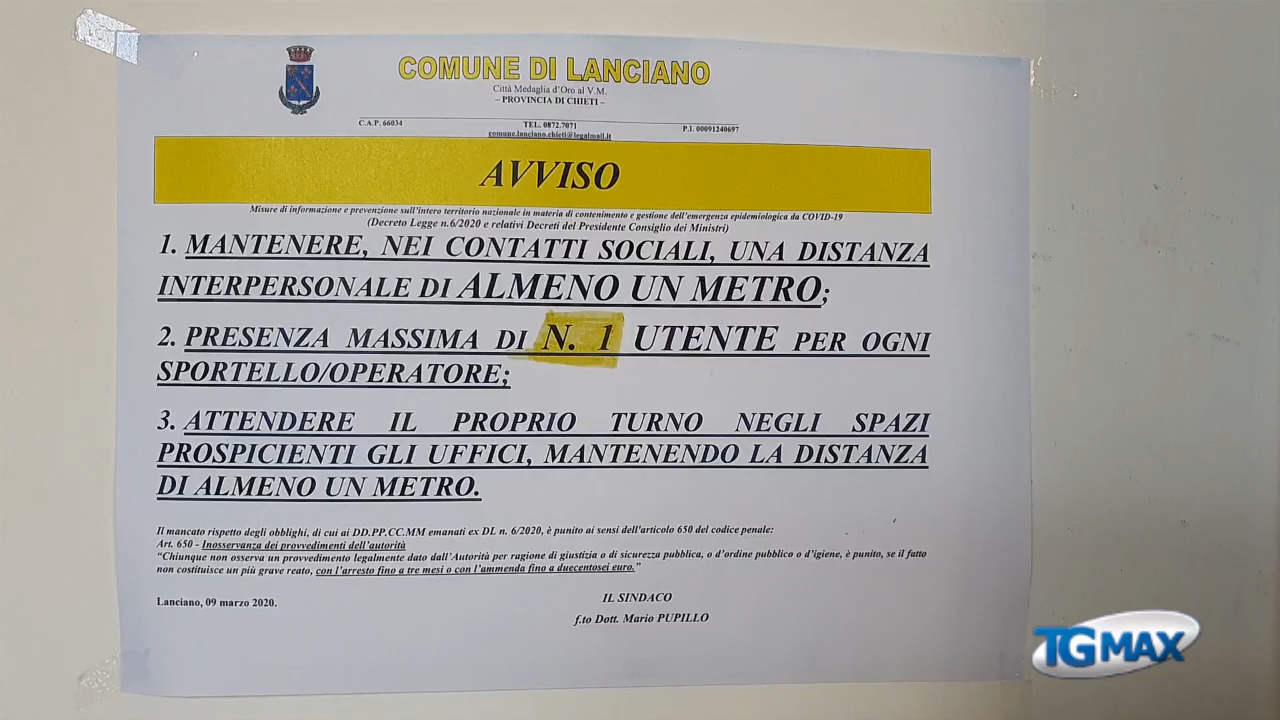 COMUNE DI LANCIANO
Città Medaglia d'Oro al V.M.
– PROVINCIA DI CHIETI –
C.A.P. 66034 TEL. 0872.7071 P.I. 00091240697
comune.lanciano.chieti@legalmail.it
AVVISO
Misure di informazione e prevenzione sull'intero territorio nazionale in materia di contenimento e gestione dell'emergenza epidemiologica da COVID-19
(Decreto Legge n.6/2020 e relativi Decreti del Presidente Consiglio dei Ministri)
1. MANTENERE, NEI CONTATTI SOCIALI, UNA DISTANZA
INTERPERSONALE DI ALMENO UN METRO;
2. PRESENZA MASSIMA DI N. 1 UTENTE PER OGNI
SPORTELLO/OPERATORE;
3. ATTENDERE IL PROPRIO TURNO NEGLI SPAZI
PROSPICIENTI GLI UFFICI, MANTENENDO LA DISTANZA
DI ALMENO UN METRO.
Il mancato rispetto degli obblighi, di cui ai DD.PP.CC.MM emanati ex DL n. 6/2020, è punito ai sensi dell'articolo 650 del codice penale:
Art. 650 - Inosservanza dei provvedimenti dell'autorità
“Chiunque non osserva un provvedimento legalmente dato dall'Autorità per ragione di giustizia o di sicurezza pubblica, o d'ordine pubblico o d'igiene, è punito, se il fatto
non costituisce un più grave reato, con l'arresto fino a tre mesi o con l'ammenda fino a duecentosei euro.”
Lanciano, 09 marzo 2020.
IL SINDACO
f.to Dott. Mario PUPILLO
TGMAX